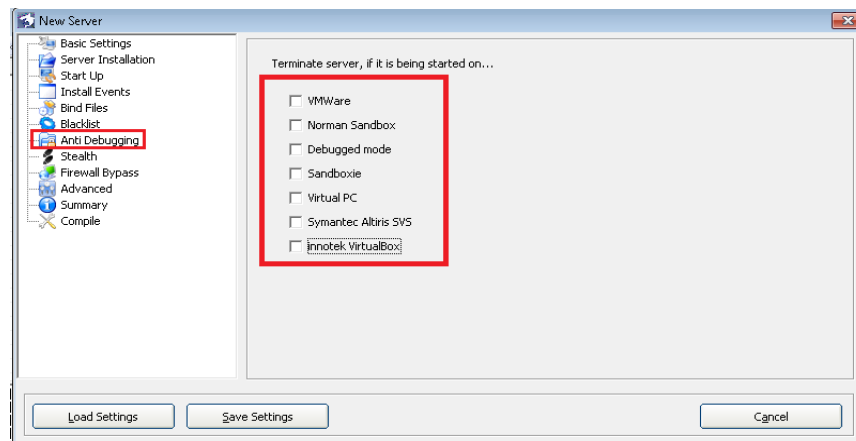 New Server
Basic Settings
Server Installation
Start Up
Install Events
Bind Files
Blacklist
Anti Debugging
Stealth
Firewall Bypass
Advanced
Summary
Compile
Terminate server, if it is being started on...
VMWare
Norman Sandbox
Debugged mode
Sandboxie
Virtual PC
Symantec Altiris SVS
innotek VirtualBox
Load Settings
Save Settings
Cancel